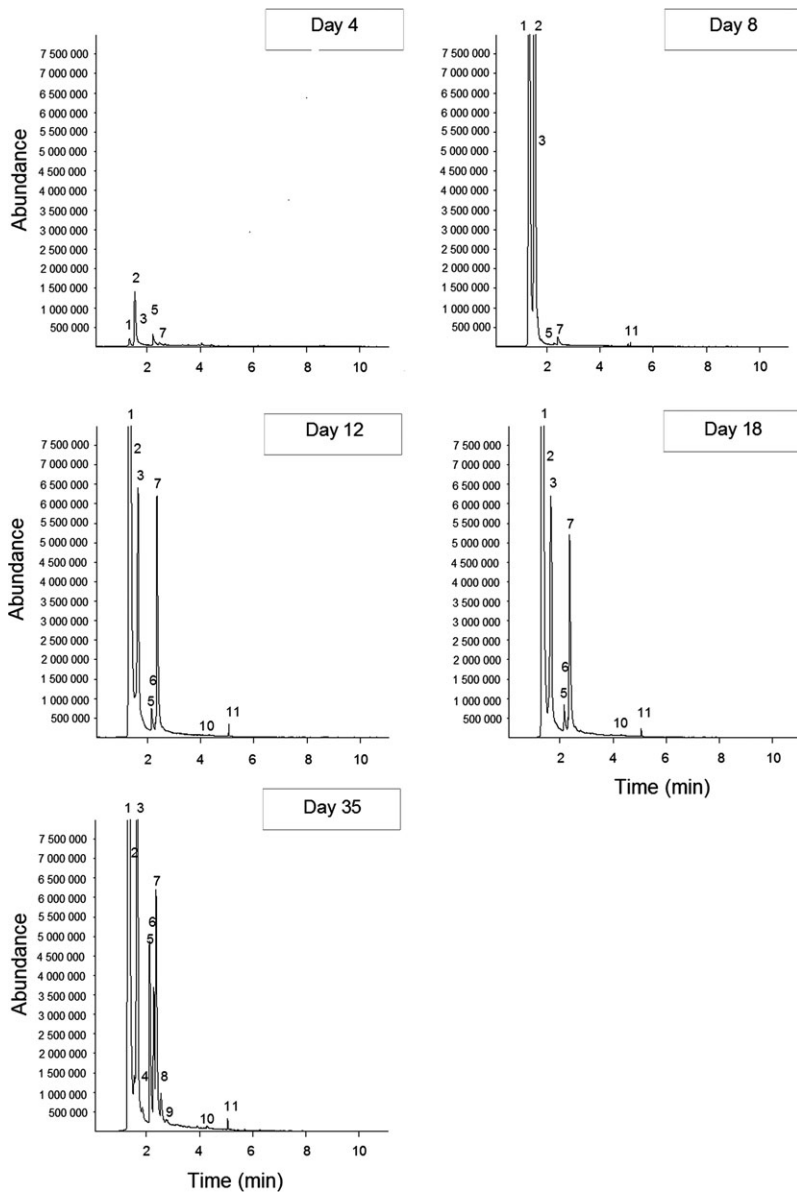 Day 4
7 500 000
7 000 000
6 500 000
6 000 000
5 500 000
5 000 000
4 500 000
4 000 000
3 500 000
3 000 000
2 500 000
2 000 000
1 500 000
1 000 000
500 000
Abundance
2
1 3 5
7
2 4 6 8 10
Day 8
7 500 000
7 000 000
6 500 000
6 000 000
5 500 000
5 000 000
4 500 000
4 000 000
3 500 000
3 000 000
2 500 000
2 000 000
1 500 000
1 000 000
500 000
1 2
3
5 7 11
2 4 6 8 10
Day 12
7 500 000
7 000 000
6 500 000
6 000 000
5 500 000
5 000 000
4 500 000
4 000 000
3 500 000
3 000 000
2 500 000
2 000 000
1 500 000
1 000 000
500 000
Abundance
1
2
3 7
6
5 10 11
2 4 6 8 10
Day 18
7 500 000
7 000 000
6 500 000
6 000 000
5 500 000
5 000 000
4 500 000
4 000 000
3 500 000
3 000 000
2 500 000
2 000 000
1 500 000
1 000 000
500 000
1
2
3
7
6
5 10 11
2 4 6 8 10
Time (min)
Day 35
7 500 000
7 000 000
6 500 000
6 000 000
5 500 000
5 000 000
4 500 000
4 000 000
3 500 000
3 000 000
2 500 000
2 000 000
1 500 000
1 000 000
500 000
Abundance
1 3
2
7
6
5
4 8
9 10 11
2 4 6 8 10
Time (min)